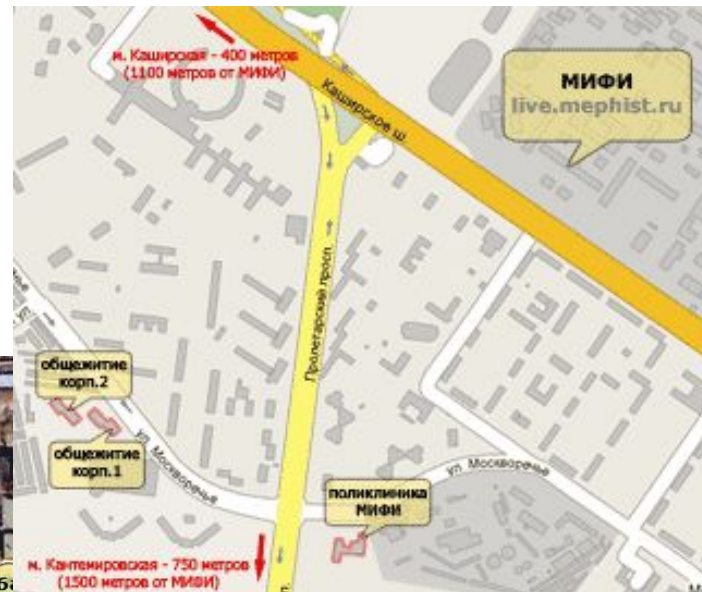 м. Каширская - 400 метров
(1100 метров от МИФИ)
МИФИ
live.mephist.ru
Каширское ш.
Пролетарский просп.
общежитие
корп.2
общежитие
корп.1
ул. Москворечье
ул. Москворечье
поликлиника
МИФИ
м. Кантемировская - 750 метров
(1500 метров от МИФИ)